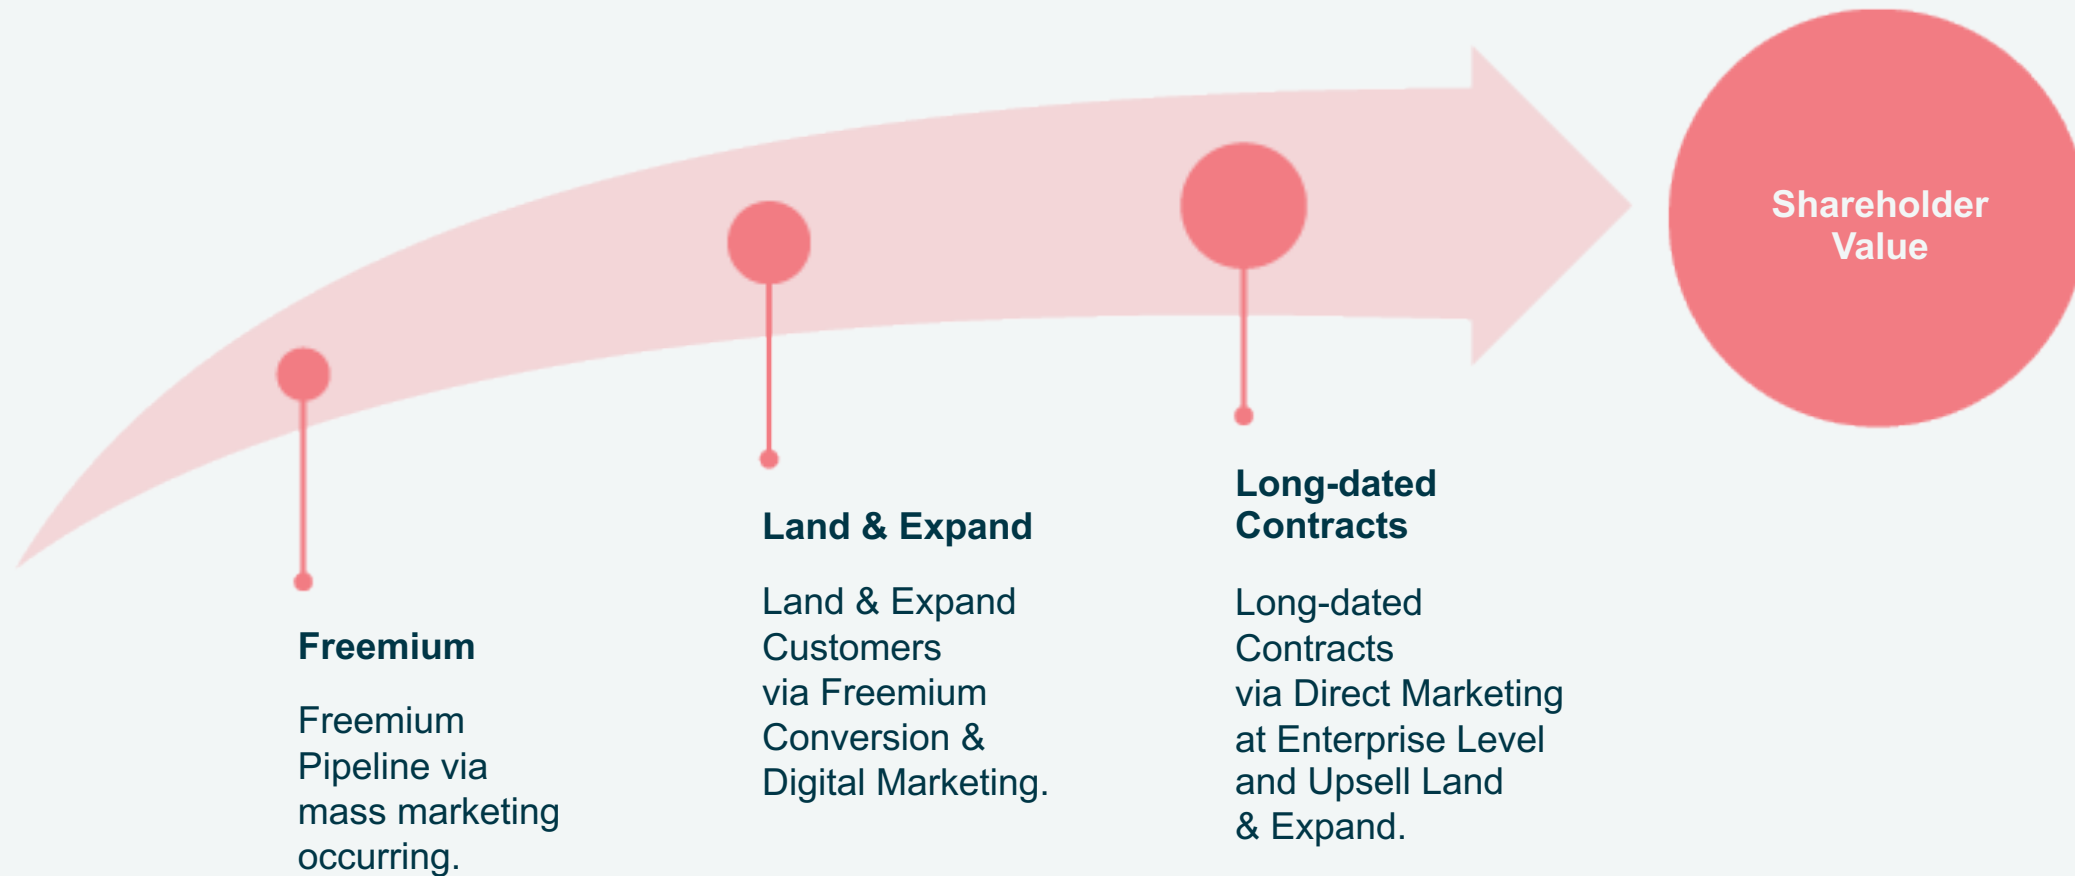 Shareholder
Value
Freemium
Freemium
Pipeline via
mass marketing
occurring.
Land & Expand
Land & Expand
Customers
via Freemium
Conversion &
Digital Marketing.
Long-dated
Contracts
Long-dated
Contracts
via Direct Marketing
at Enterprise Level
and Upsell Land
& Expand.